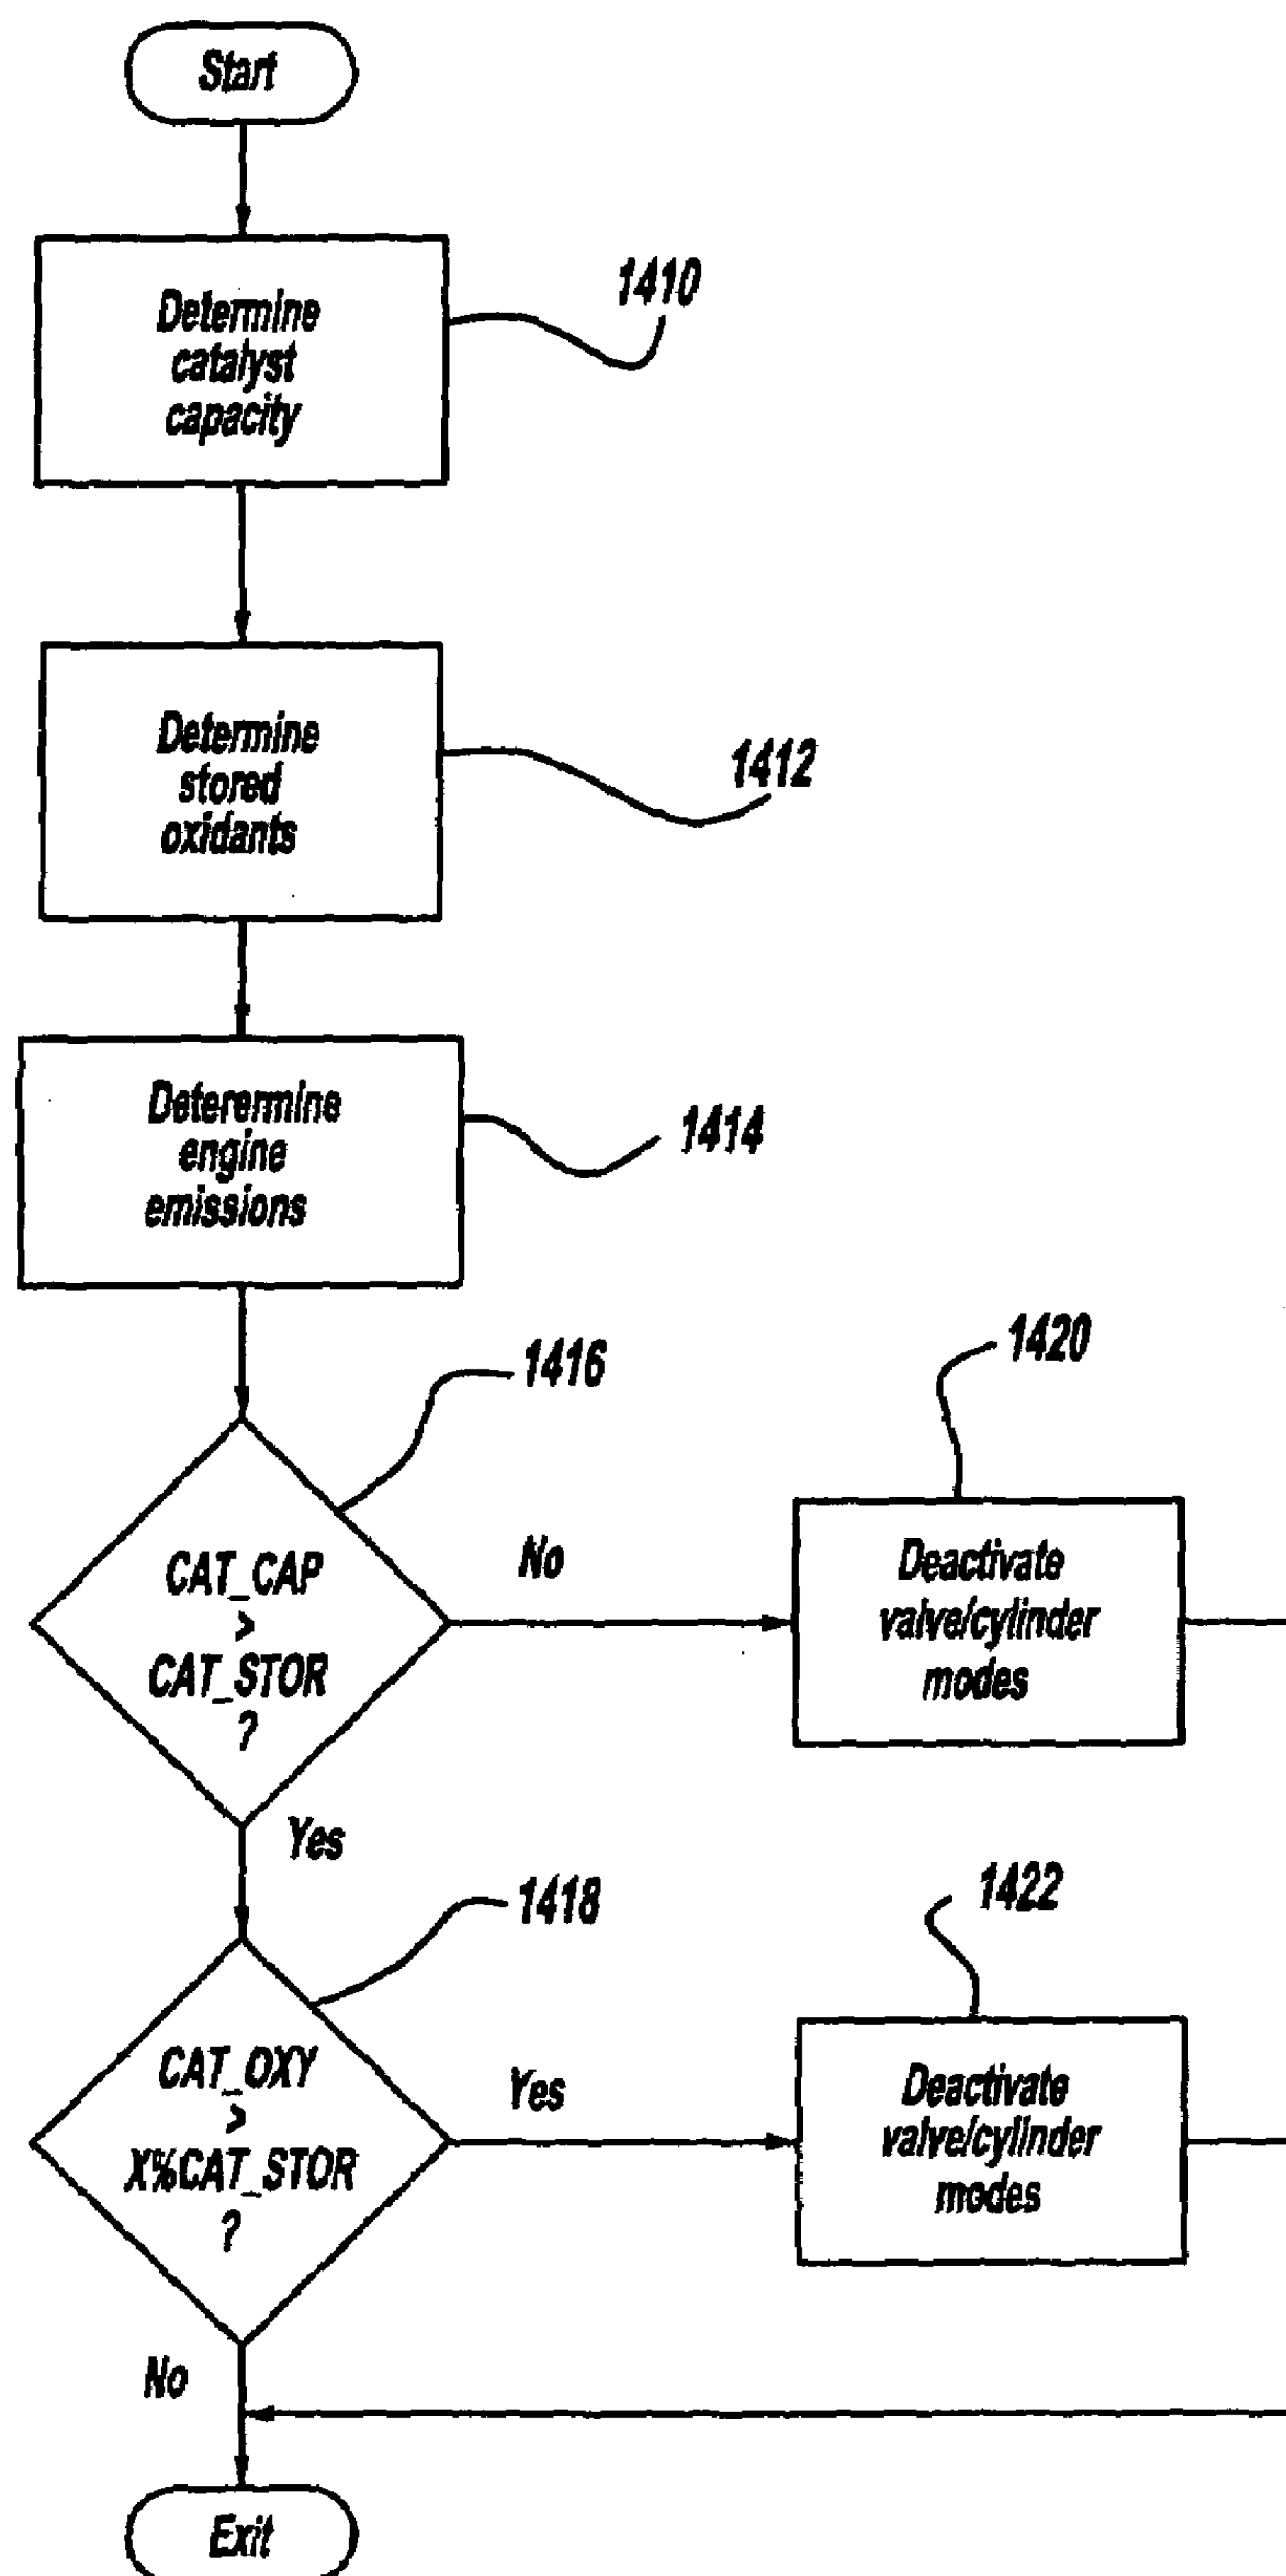 Start
Determine
catalyst
capacity
1410
Determine
stored
oxidants
1412
Deterermine
engine
emissions
1414
1416
CAT_CAP
>
CAT_STOR
?
No
1420
Deactivate
valve/cylinder
modes
Yes
1418
CAT_OXY
>
X%CAT_STOR
?
Yes
1422
Deactivate
valve/cylinder
modes
No
Exit